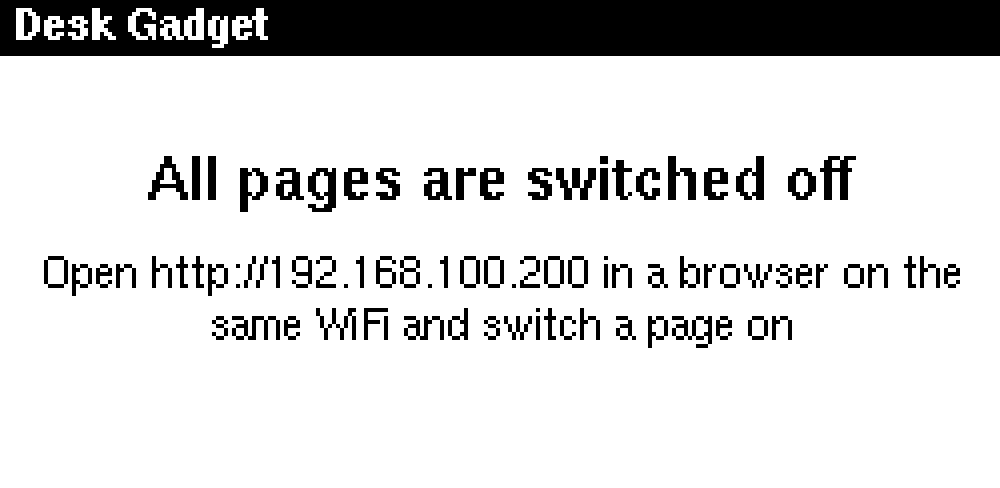 Desk Gadget
All pages are switched off
Open http://192.168.100.200 in a browser on the
same WiFi and switch a page on